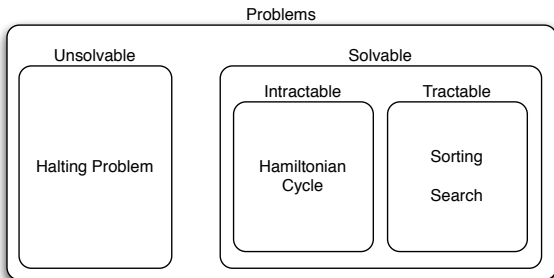 Problems
Unsolvable
Solvable
Intractable
Tractable
Halting Problem
Hamiltonian
Cycle
Sorting
Search